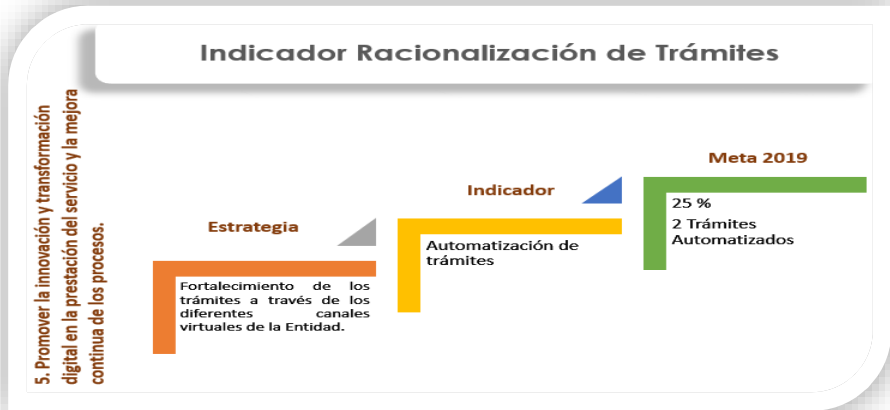 Indicador Racionalización de Trámites
5. Promover la innovación y transformación
digital en la prestación del servicio y la mejora
continua de los procesos.
Estrategia
Fortalecimiento de los
trámites a través de los
diferentes canales
virtuales de la Entidad.
Indicador
Automatización de
trámites
Meta 2019
25 %
2 Trámites
Automatizados